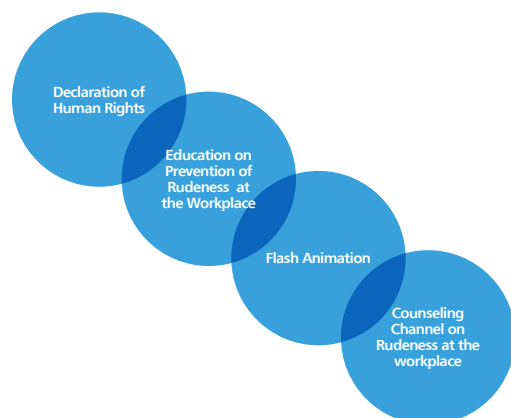 Declaration of
Human Rights
Education on
Prevention of
Rudeness at
the Workplace
Flash Animation
Counseling
Channel on
Rudeness at the
workplace